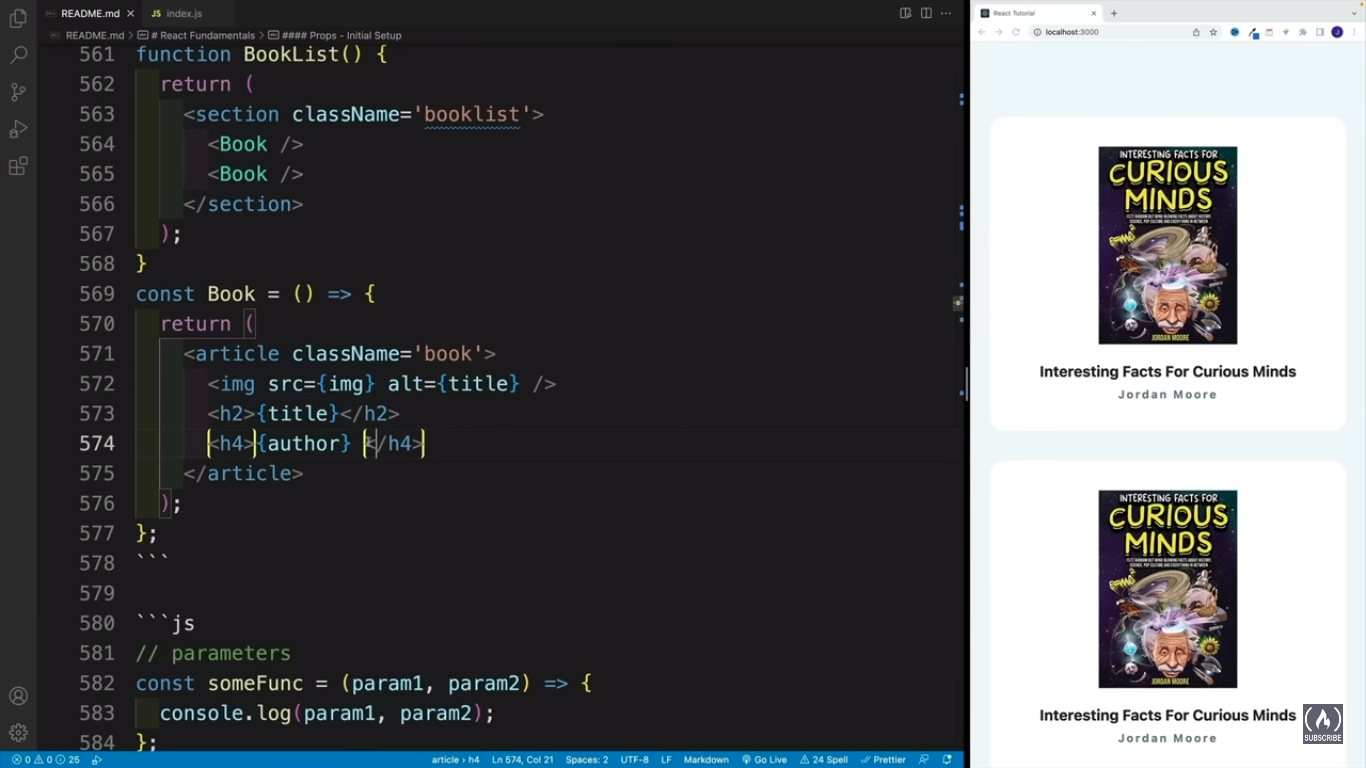 README.md
JS index.js
README.md > # React Fundamentals > #### Props - Initial Setup
561 function BookList() {
562 return (
563 <section className='booklist'>
564 <Book />
565 <Book />
566 </section>
567 );
568 }
569 const Book = () => {
570 return (
571 <article className='book'>
572 <img src={img} alt={title} />
573 <h2>{title}</h2>
574 <h4>{author} </h4>
575 </article>
576 );
577 };
578 ```
579
580 ```js
581 // parameters
582 const someFunc = (param1, param2) => {
583 console.log(param1, param2);
584 };
0 0 25
article > h4
Ln 574, Col 21
Spaces: 2
UTF-8
LF
Markdown
Go Live
24 Spell
Prettier
React Tutorial
localhost:3000
J
INTERESTING FACTS FOR
CURIOUS
MINDS
JORDAN MOORE
Interesting Facts For Curious Minds
Jordan Moore
INTERESTING FACTS FOR
CURIOUS
MINDS
JORDAN MOORE
Interesting Facts For Curious Minds
Jordan Moore
SUBSCRIBE